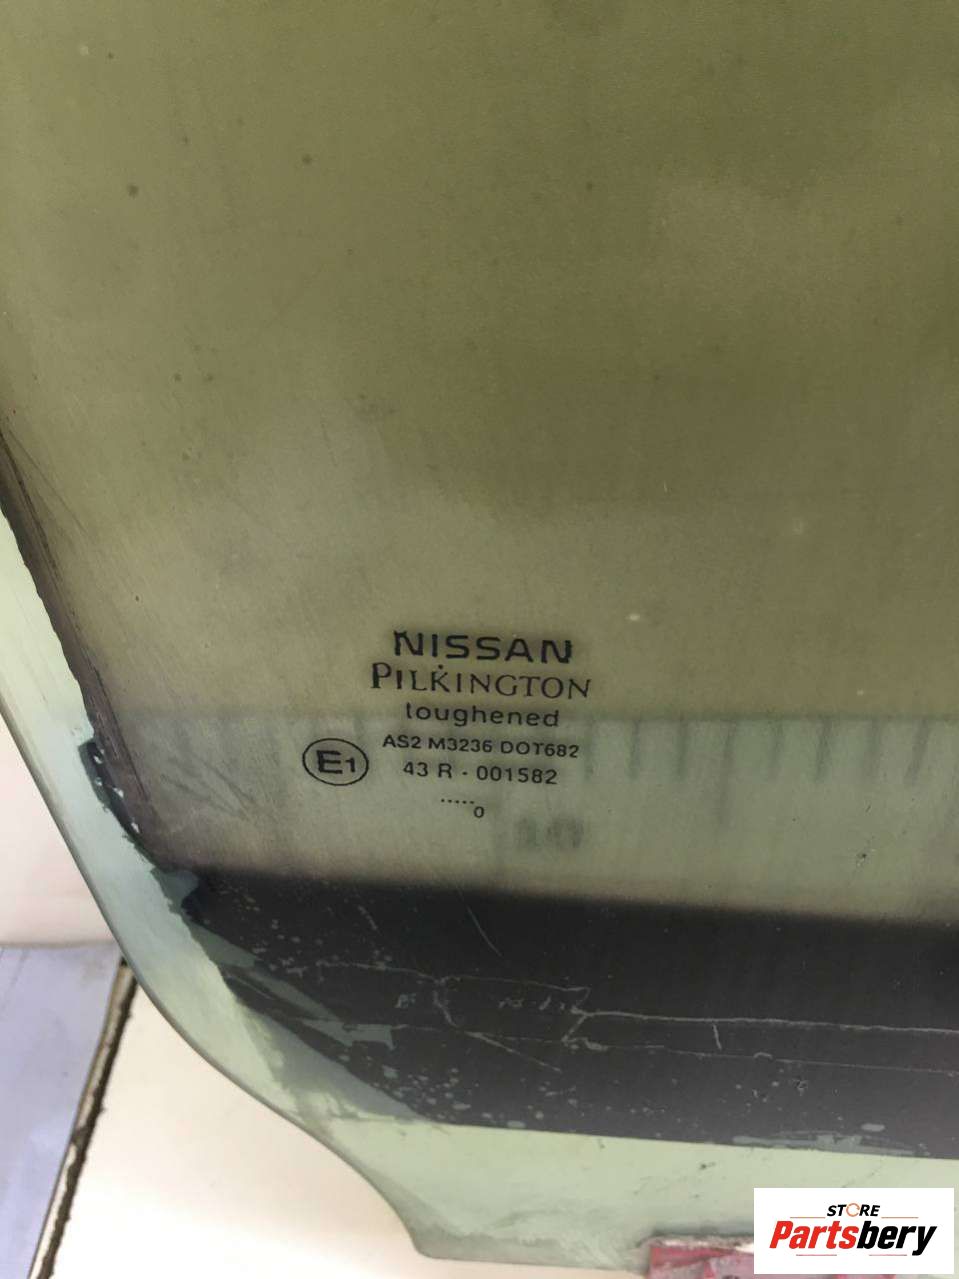 NISSAN
PILKINGTON
toughened
AS2 M3236 DOT682
E1
43 R - 001582
.....0
STORE
Partsbery